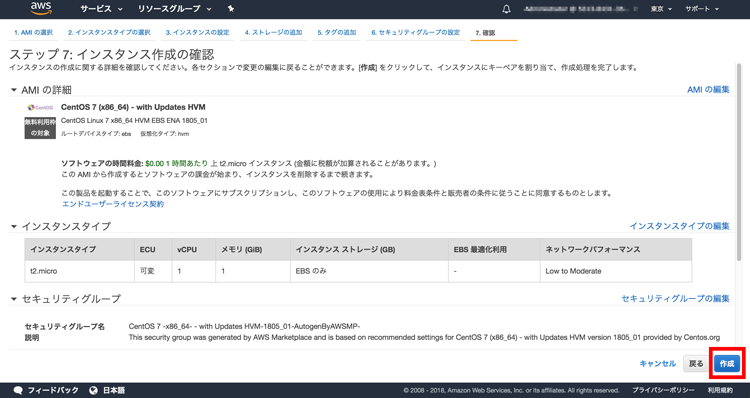 aws サービス リソースグループ 東京 サポート
1. AMI の選択 2. インスタンスタイプの選択 3. インスタンスの設定 4. ストレージの追加 5. タグの追加 6. セキュリティグループの設定 7. 確認
ステップ 7: インスタンス作成の確認
インスタンスの作成に関する詳細を確認してください。各セクションで変更の編集に戻ることができます。[作成] をクリックして、インスタンスにキーペアを割り当て、作成処理を完了します。
AMI の詳細 AMI の編集
CentOS CentOS 7 (x86_64) - with Updates HVM
無料利用枠の対象 CentOS Linux 7 x86_64 HVM EBS ENA 1805_01
ルートデバイスタイプ: ebs 仮想化タイプ: hvm
ソフトウェアの時間料金: $0.00 1 時間あたり 上 t2.micro インスタンス (金額に税額が加算されることがあります。)
この AMI から作成するとソフトウェアの課金が始まり、インスタンスを削除するまで続きます。
この製品を起動することで、このソフトウェアにサブスクリプションし、このソフトウェアの使用により料金表条件と販売者の条件に従うことに同意するものとします。
エンドユーザーライセンス契約
インスタンスタイプ インスタンスタイプの編集
インスタンスタイプ ECU vCPU メモリ (GiB) インスタンス ストレージ (GB) EBS 最適化利用 ネットワークパフォーマンス
t2.micro 可変 1 1 EBS のみ - Low to Moderate
セキュリティグループ セキュリティグループの編集
セキュリティグループ名 CentOS 7 -x86_64- - with Updates HVM-1805_01-AutogenByAWSMP-
説明 This security group was generated by AWS Marketplace and is based on recommended settings for CentOS 7 (x86_64) - with Updates HVM version 1805_01 provided by Centos.org
キャンセル 戻る 作成
フィードバック 日本語 © 2008 - 2018, Amazon Web Services, Inc. or its affiliates. All rights reserved. プライバシーポリシー 利用規約